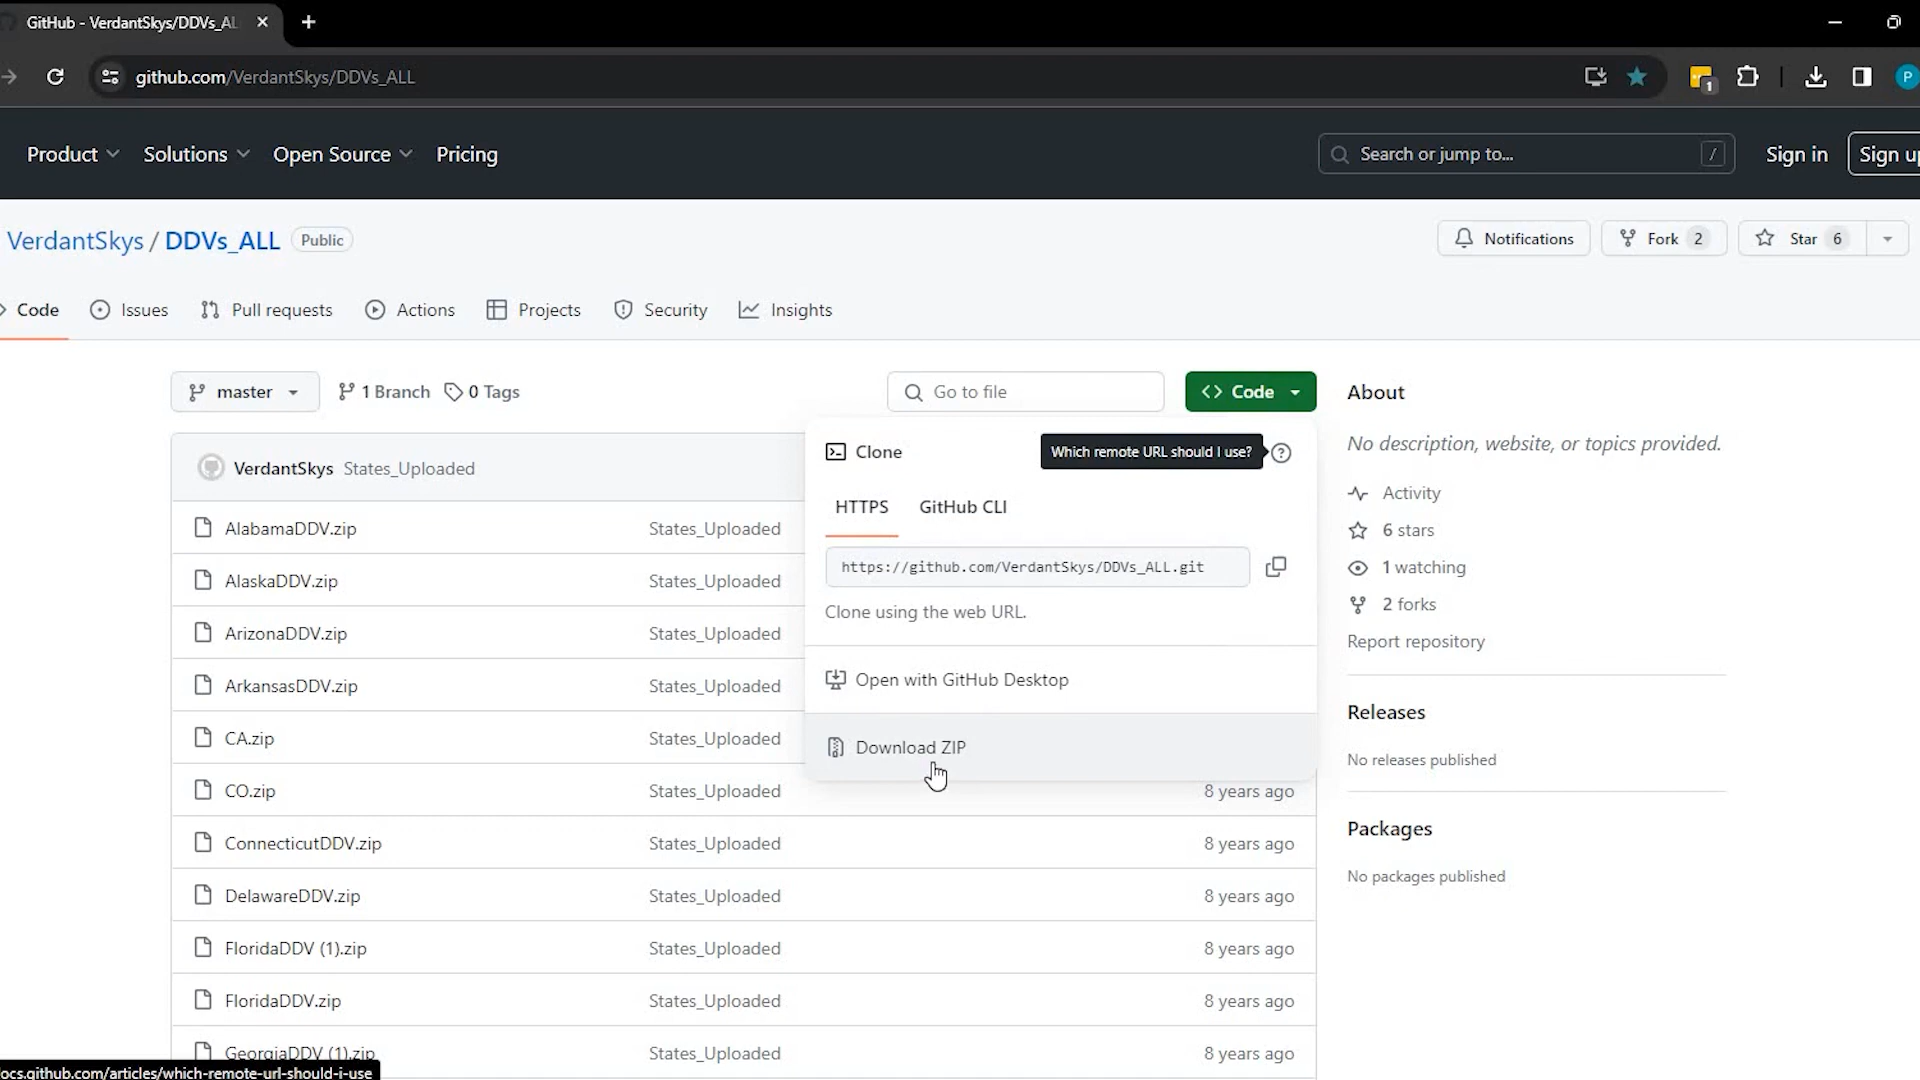 GitHub - VerdantSkys/DDVs_AL
github.com/VerdantSkys/DDVs_ALL
1
P
Product
Solutions
Open Source
Pricing
Search or jump to...
/
Sign in
Sign u
VerdantSkys / DDVs_ALL
Public
Notifications
Fork 2
Star 6
Code
Issues
Pull requests
Actions
Projects
Security
Insights
master
1 Branch
0 Tags
Go to file
<> Code
VerdantSkys States_Uploaded
AlabamaDDV.zip States_Uploaded
AlaskaDDV.zip States_Uploaded
ArizonaDDV.zip States_Uploaded
ArkansasDDV.zip States_Uploaded
CA.zip States_Uploaded
CO.zip States_Uploaded 8 years ago
ConnecticutDDV.zip States_Uploaded 8 years ago
DelawareDDV.zip States_Uploaded 8 years ago
FloridaDDV (1).zip States_Uploaded 8 years ago
FloridaDDV.zip States_Uploaded 8 years ago
GeorgiaDDV (1).zip States_Uploaded 8 years ago
Clone
Which remote URL should I use?
HTTPS
GitHub CLI
https://github.com/VerdantSkys/DDVs_ALL.git
Clone using the web URL.
Open with GitHub Desktop
Download ZIP
About
No description, website, or topics provided.
Activity
6 stars
1 watching
2 forks
Report repository
Releases
No releases published
Packages
No packages published
ocs.github.com/articles/which-remote-url-should-i-use